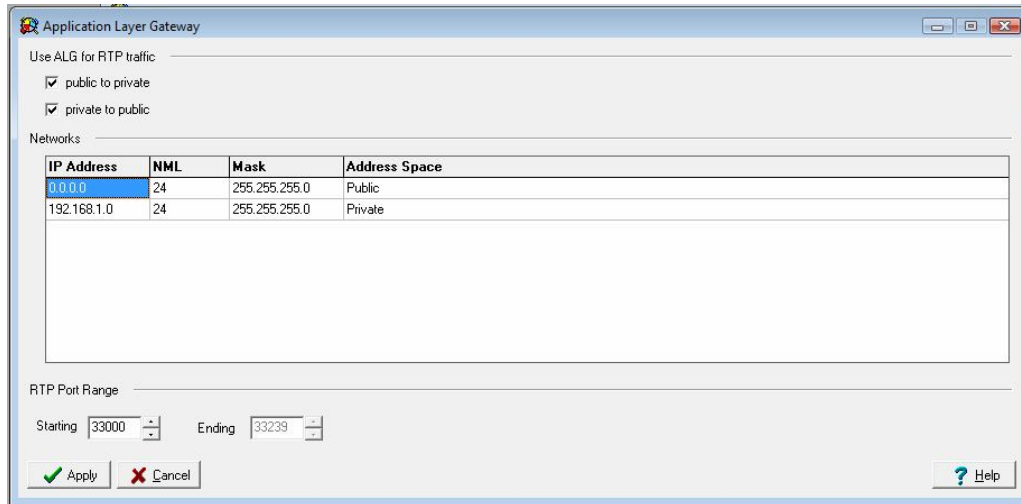 Application Layer Gateway
Use ALG for RTP traffic
public to private
private to public
Networks
IP Address NML Mask Address Space
0.0.0.0 24 255.255.255.0 Public
192.168.1.0 24 255.255.255.0 Private
RTP Port Range
Starting 33000 Ending 33239
Apply Cancel Help